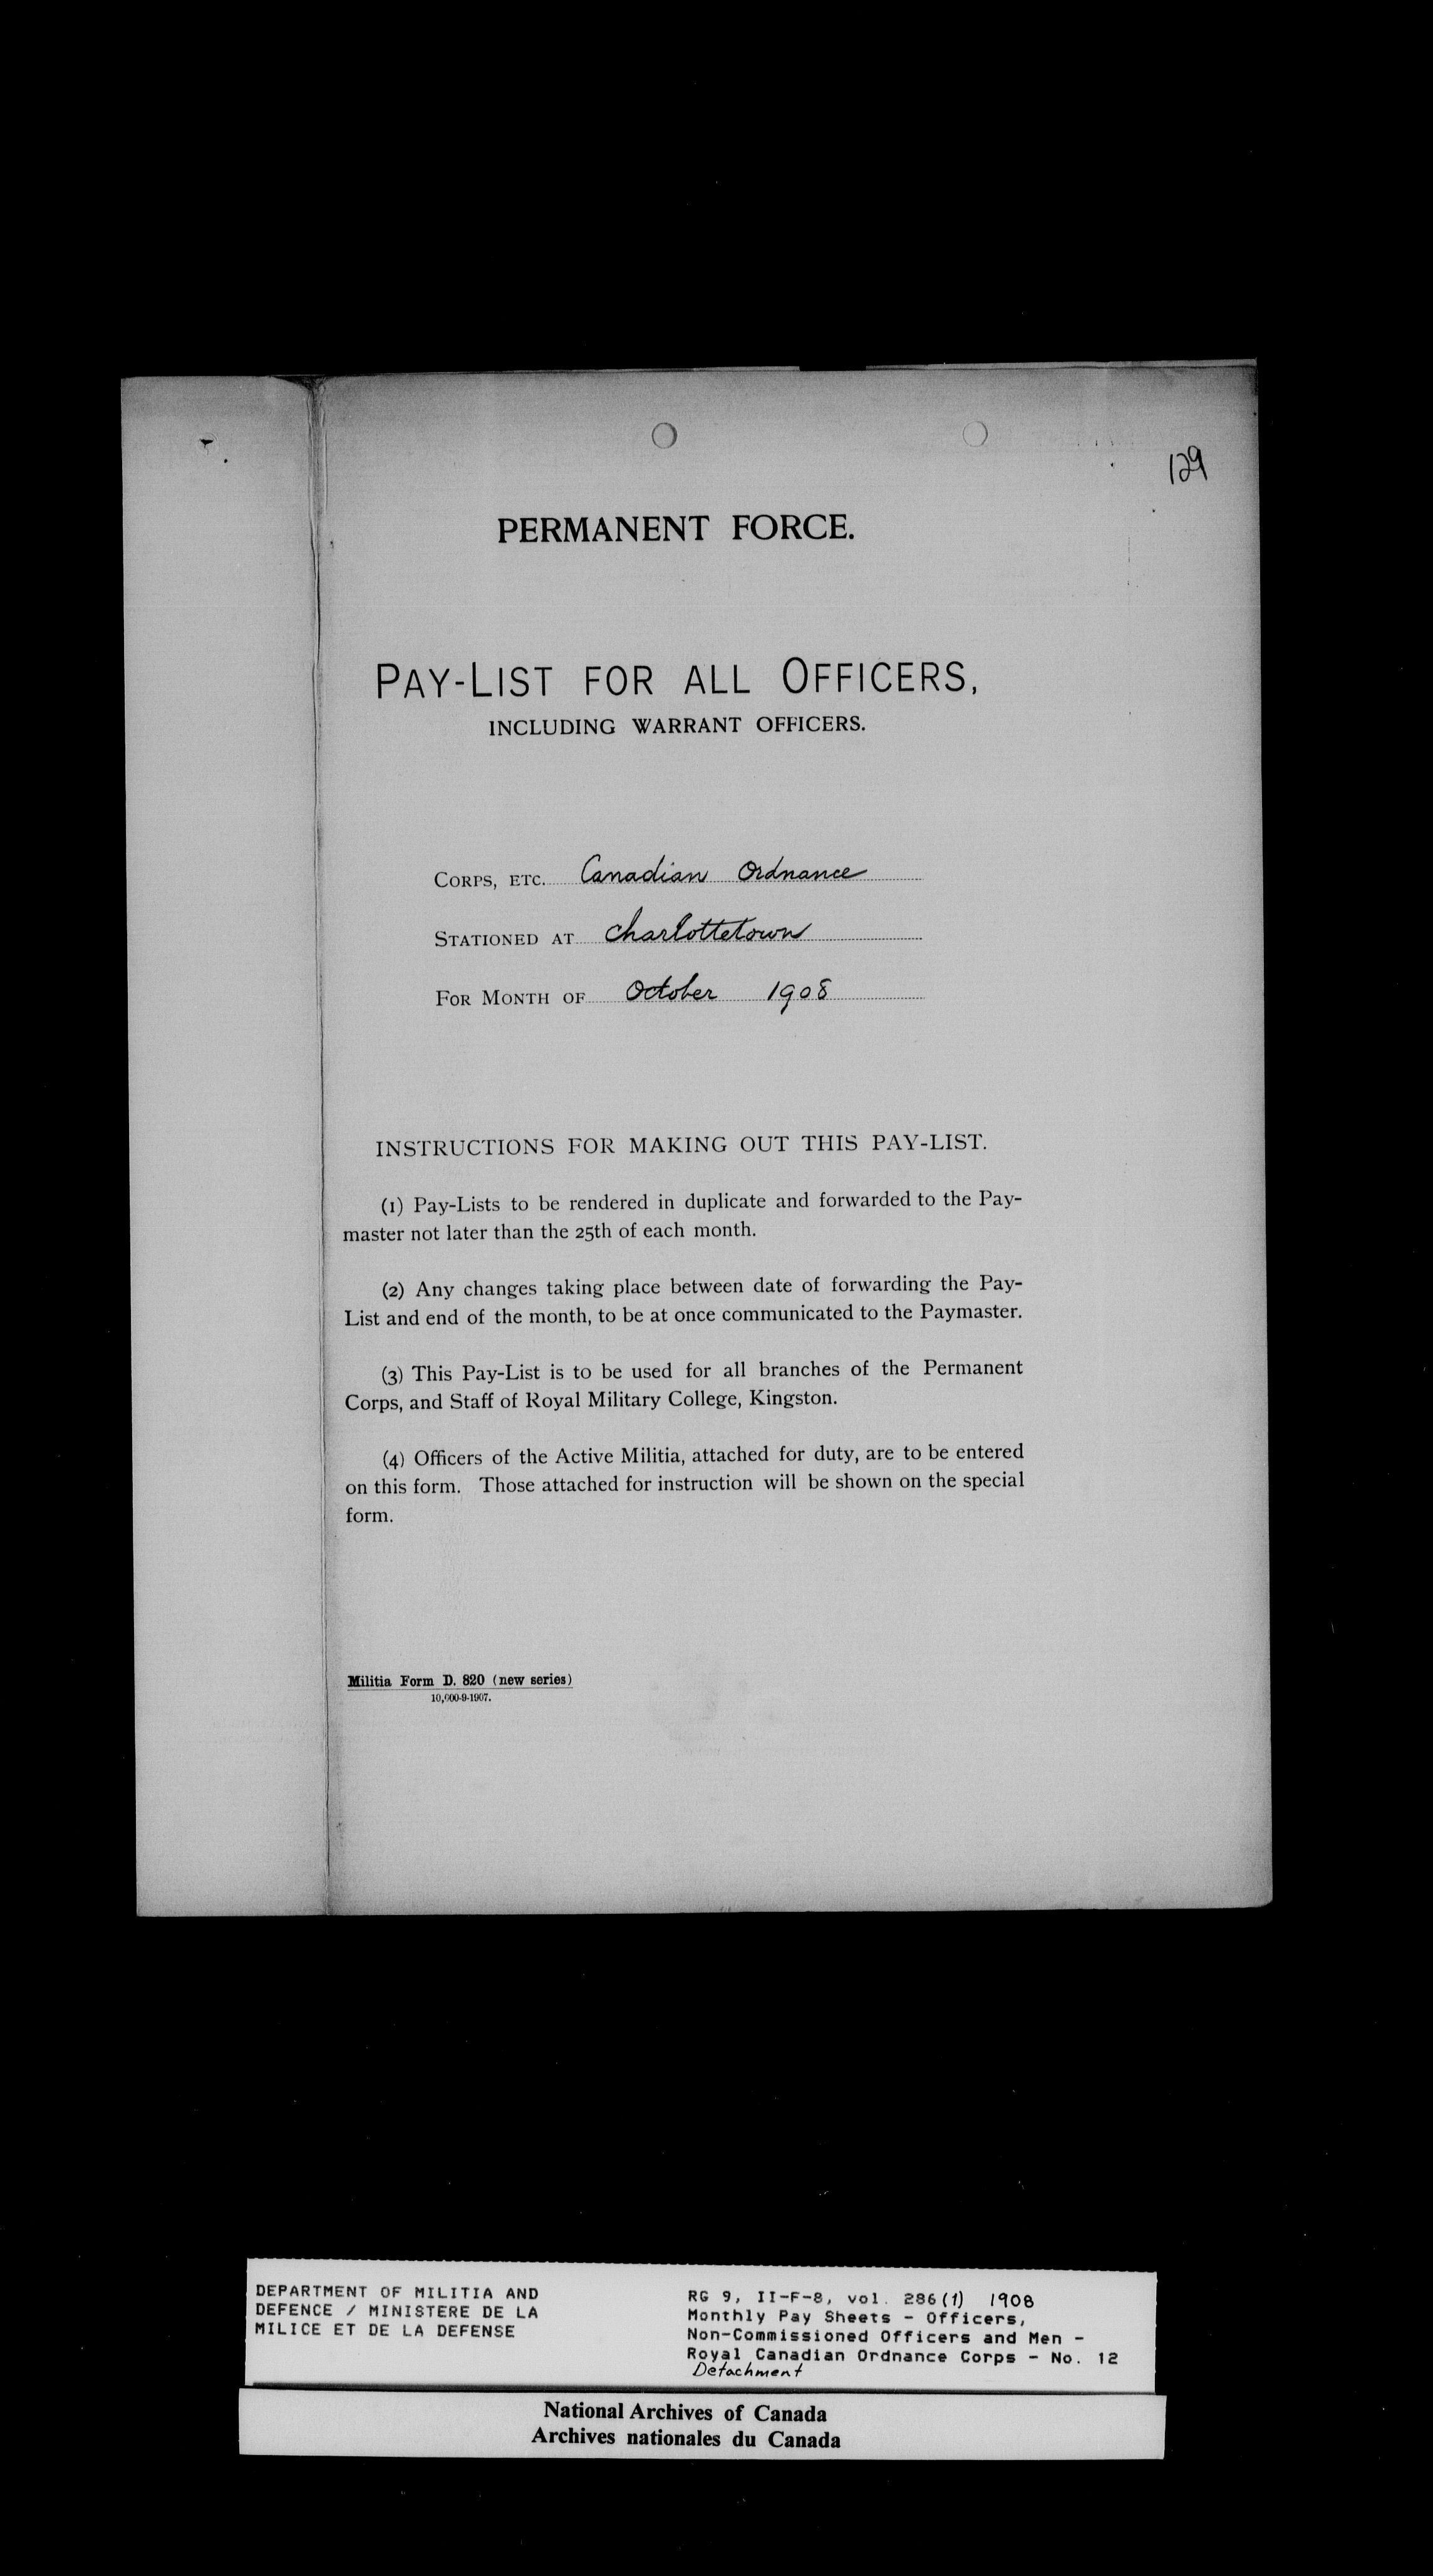 129
PERMANENT FORCE.
PAY-LIST FOR ALL OFFICERS,
INCLUDING WARRANT OFFICERS.
CORPS, ETC. Canadian Ordnance
STATIONED AT Charlottetown
FOR MONTH OF October 1908
INSTRUCTIONS FOR MAKING OUT THIS PAY-LIST.
(1) Pay-Lists to be rendered in duplicate and forwarded to the Pay-
master not later than the 25th of each month.
(2) Any changes taking place between date of forwarding the Pay-
List and end of the month, to be at once communicated to the Paymaster.
(3) This Pay-List is to be used for all branches of the Permanent
Corps, and Staff of Royal Military College, Kingston.
(4) Officers of the Active Militia, attached for duty, are to be entered
on this form. Those attached for instruction will be shown on the special
form.
Militia Form D. 820 (new series)
10,000-9-1907.
DEPARTMENT OF MILITIA AND
DEFENCE / MINISTERE DE LA
MILICE ET DE LA DEFENSE
RG 9, II-F-8, vol. 286(1) 1908
Monthly Pay Sheets - Officers,
Non-Commissioned Officers and Men -
Royal Canadian Ordnance Corps - No. 12
Detachment
National Archives of Canada
Archives nationales du Canada